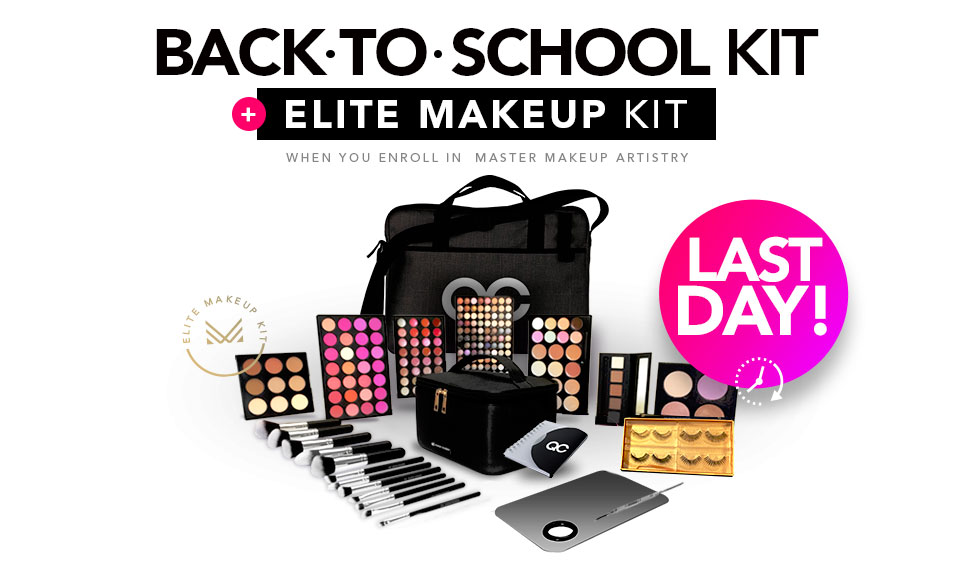 BACK·TO·SCHOOL KIT
+ ELITE MAKEUP KIT
WHEN YOU ENROLL IN MASTER MAKEUP ARTISTRY
QC
LAST
DAY!
ELITE MAKEUP KIT
QC